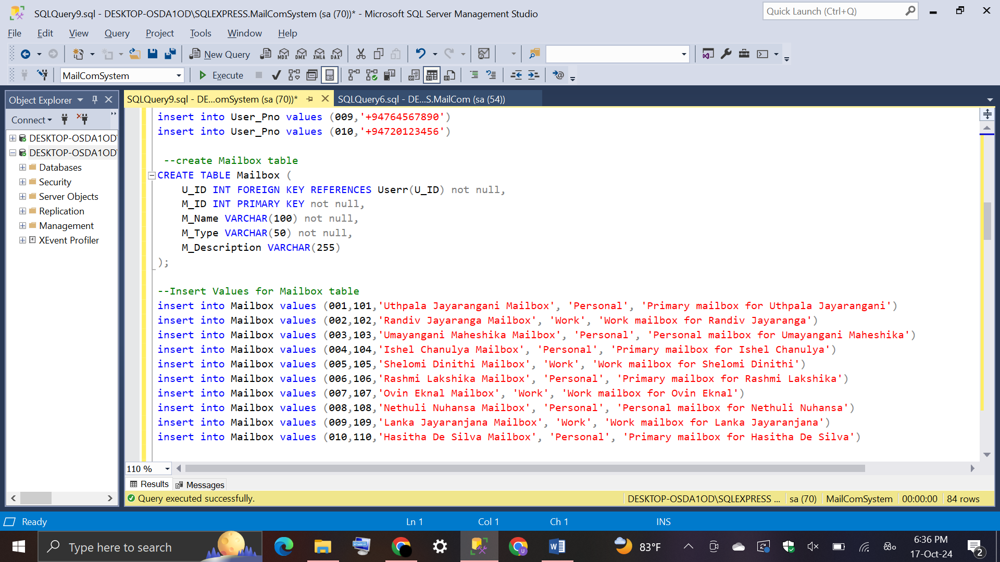 SQLQuery9.sql - DESKTOP-OSDA1OD\SQLEXPRESS.MailComSystem (sa (70))* - Microsoft SQL Server Management Studio
Quick Launch (Ctrl+Q)
File Edit View Query Project Tools Window Help
New Query MDX DMX XMLA DAX
MailComSystem Execute
Object Explorer
SQLQuery9.sql - DE...omSystem (sa (70))* SQLQuery6.sql - DE...S.MailCom (sa (54))
Connect
DESKTOP-OSDA1OD\
DESKTOP-OSDA1OD\
Databases
Security
Server Objects
Replication
Management
XEvent Profiler
insert into User_Pno values (009,'+94764567890')
insert into User_Pno values (010,'+94720123456')
--create Mailbox table
CREATE TABLE Mailbox (
U_ID INT FOREIGN KEY REFERENCES Userr(U_ID) not null,
M_ID INT PRIMARY KEY not null,
M_Name VARCHAR(100) not null,
M_Type VARCHAR(50) not null,
M_Description VARCHAR(255)
);
--Insert Values for Mailbox table
insert into Mailbox values (001,101,'Uthpala Jayarangani Mailbox', 'Personal', 'Primary mailbox for Uthpala Jayarangani')
insert into Mailbox values (002,102,'Randiv Jayaranga Mailbox', 'Work', 'Work mailbox for Randiv Jayaranga')
insert into Mailbox values (003,103,'Umayangani Maheshika Mailbox', 'Personal', 'Personal mailbox for Umayangani Maheshika')
insert into Mailbox values (004,104,'Ishel Chanulya Mailbox', 'Personal', 'Primary mailbox for Ishel Chanulya')
insert into Mailbox values (005,105,'Shelomi Dinithi Mailbox', 'Work', 'Work mailbox for Shelomi Dinithi')
insert into Mailbox values (006,106,'Rashmi Lakshika Mailbox', 'Personal', 'Primary mailbox for Rashmi Lakshika')
insert into Mailbox values (007,107,'Ovin Eknal Mailbox', 'Work', 'Work mailbox for Ovin Eknal')
insert into Mailbox values (008,108,'Nethuli Nuhansa Mailbox', 'Personal', 'Personal mailbox for Nethuli Nuhansa')
insert into Mailbox values (009,109,'Lanka Jayaranjana Mailbox', 'Work', 'Work mailbox for Lanka Jayaranjana')
insert into Mailbox values (010,110,'Hasitha De Silva Mailbox', 'Personal', 'Primary mailbox for Hasitha De Silva')
110 %
Results Messages
Query executed successfully. DESKTOP-OSDA1OD\SQLEXPRESS ... sa (70) MailComSystem 00:00:00 84 rows
Ready Ln 1 Col 1 Ch 1 INS
Type here to search
83°F
6:36 PM
17-Oct-24
2